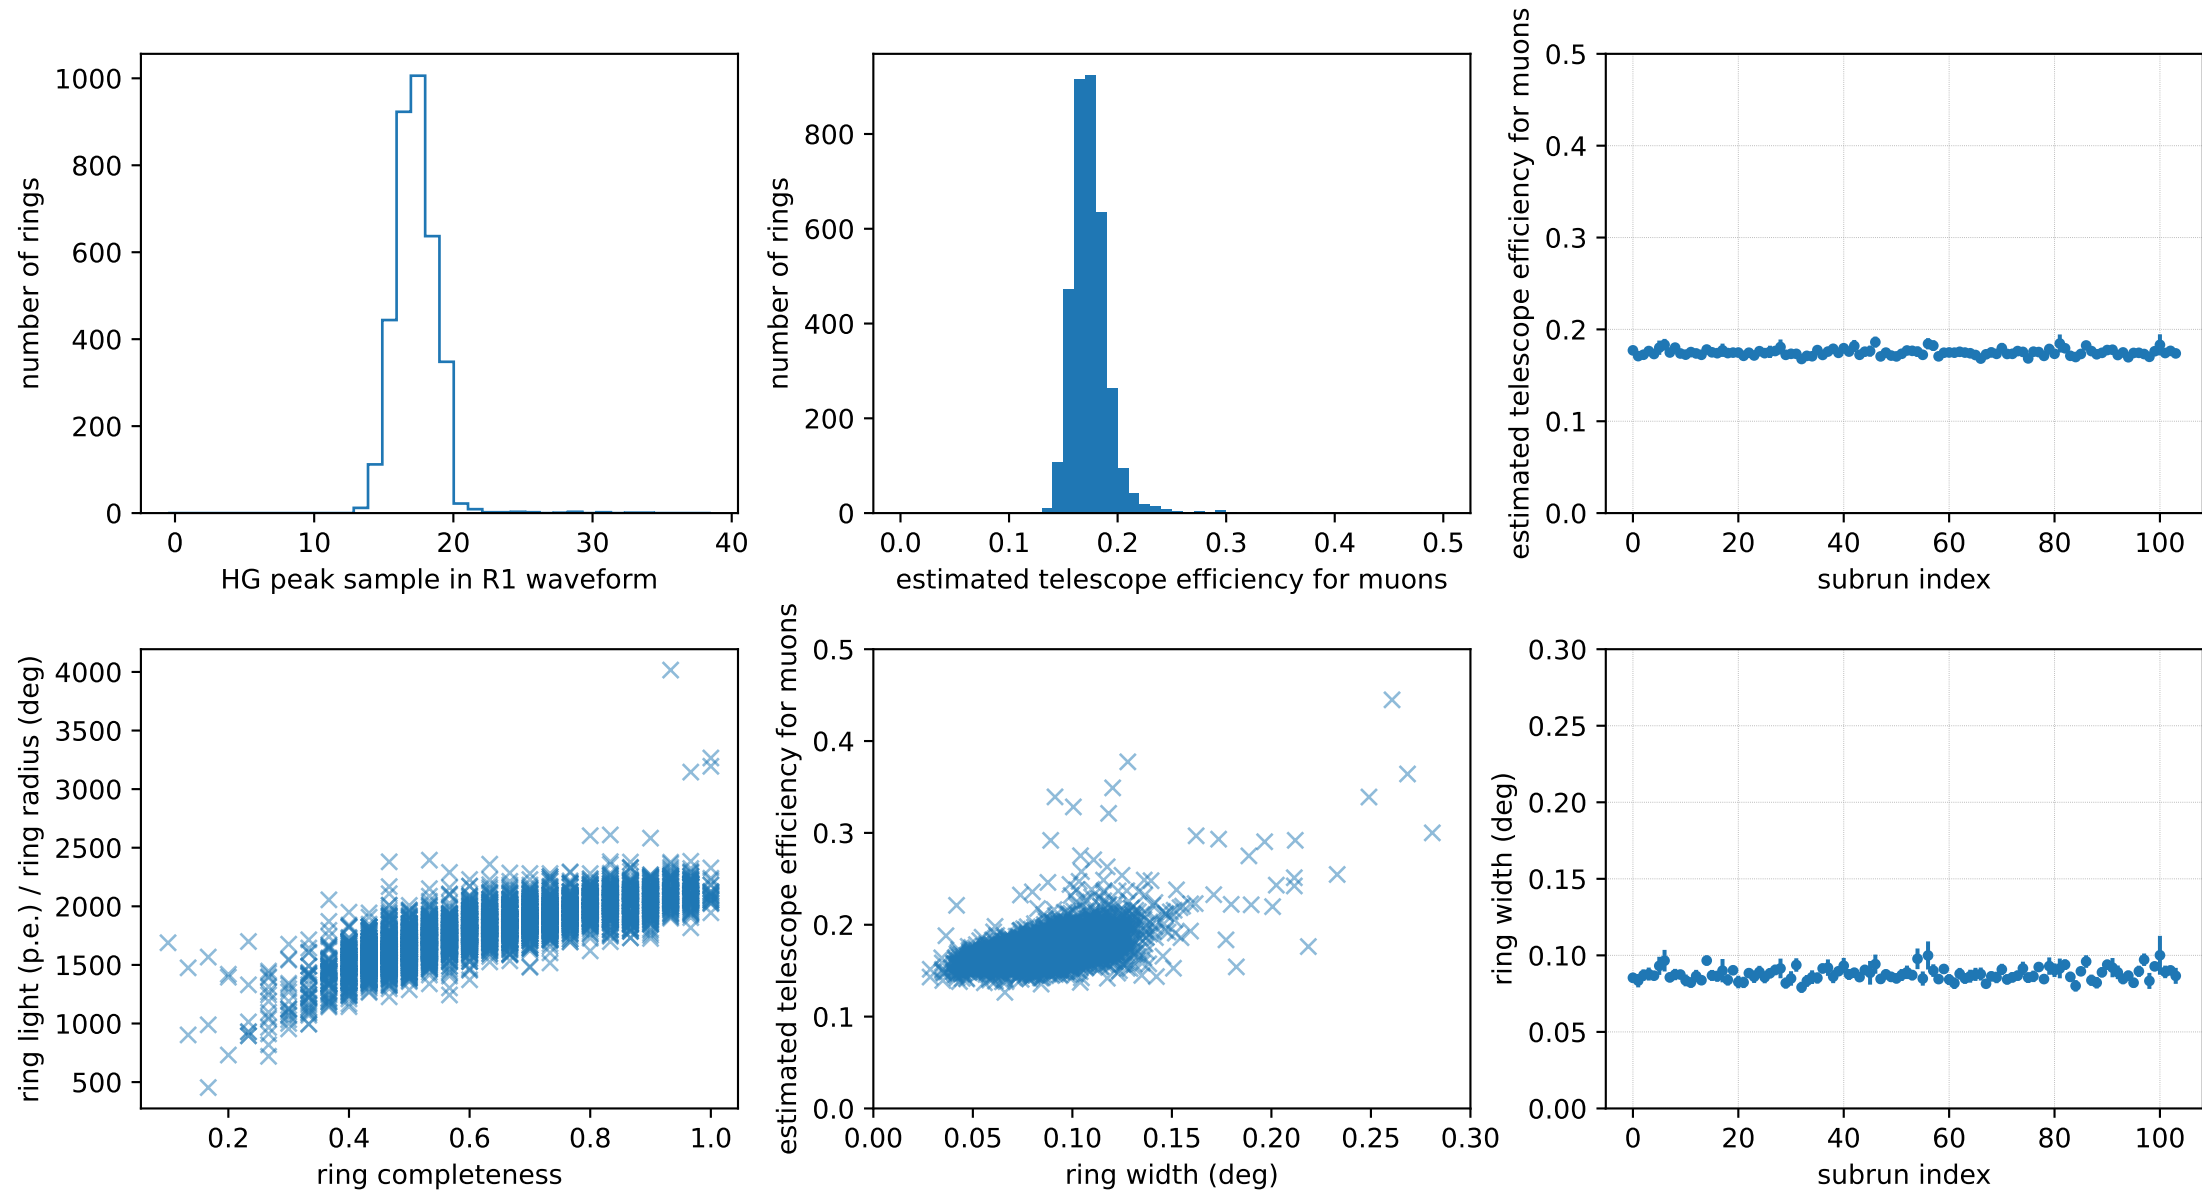 1000
800
600
400
200
0
number of rings
0 10 20 30 40
HG peak sample in R1 waveform
800
600
400
200
0
number of rings
0.0 0.1 0.2 0.3 0.4 0.5
estimated telescope efficiency for muons
0.5
0.4
0.3
0.2
0.1
0.0
estimated telescope efficiency for muons
0 20 40 60 80 100
subrun index
4000
3500
3000
2500
2000
1500
1000
500
ring light (p.e.) / ring radius (deg)
0.2 0.4 0.6 0.8 1.0
ring completeness
0.5
0.4
0.3
0.2
0.1
0.0
estimated telescope efficiency for muons
0.00 0.05 0.10 0.15 0.20 0.25 0.30
ring width (deg)
0.30
0.25
0.20
0.15
0.10
0.05
0.00
ring width (deg)
0 20 40 60 80 100
subrun index